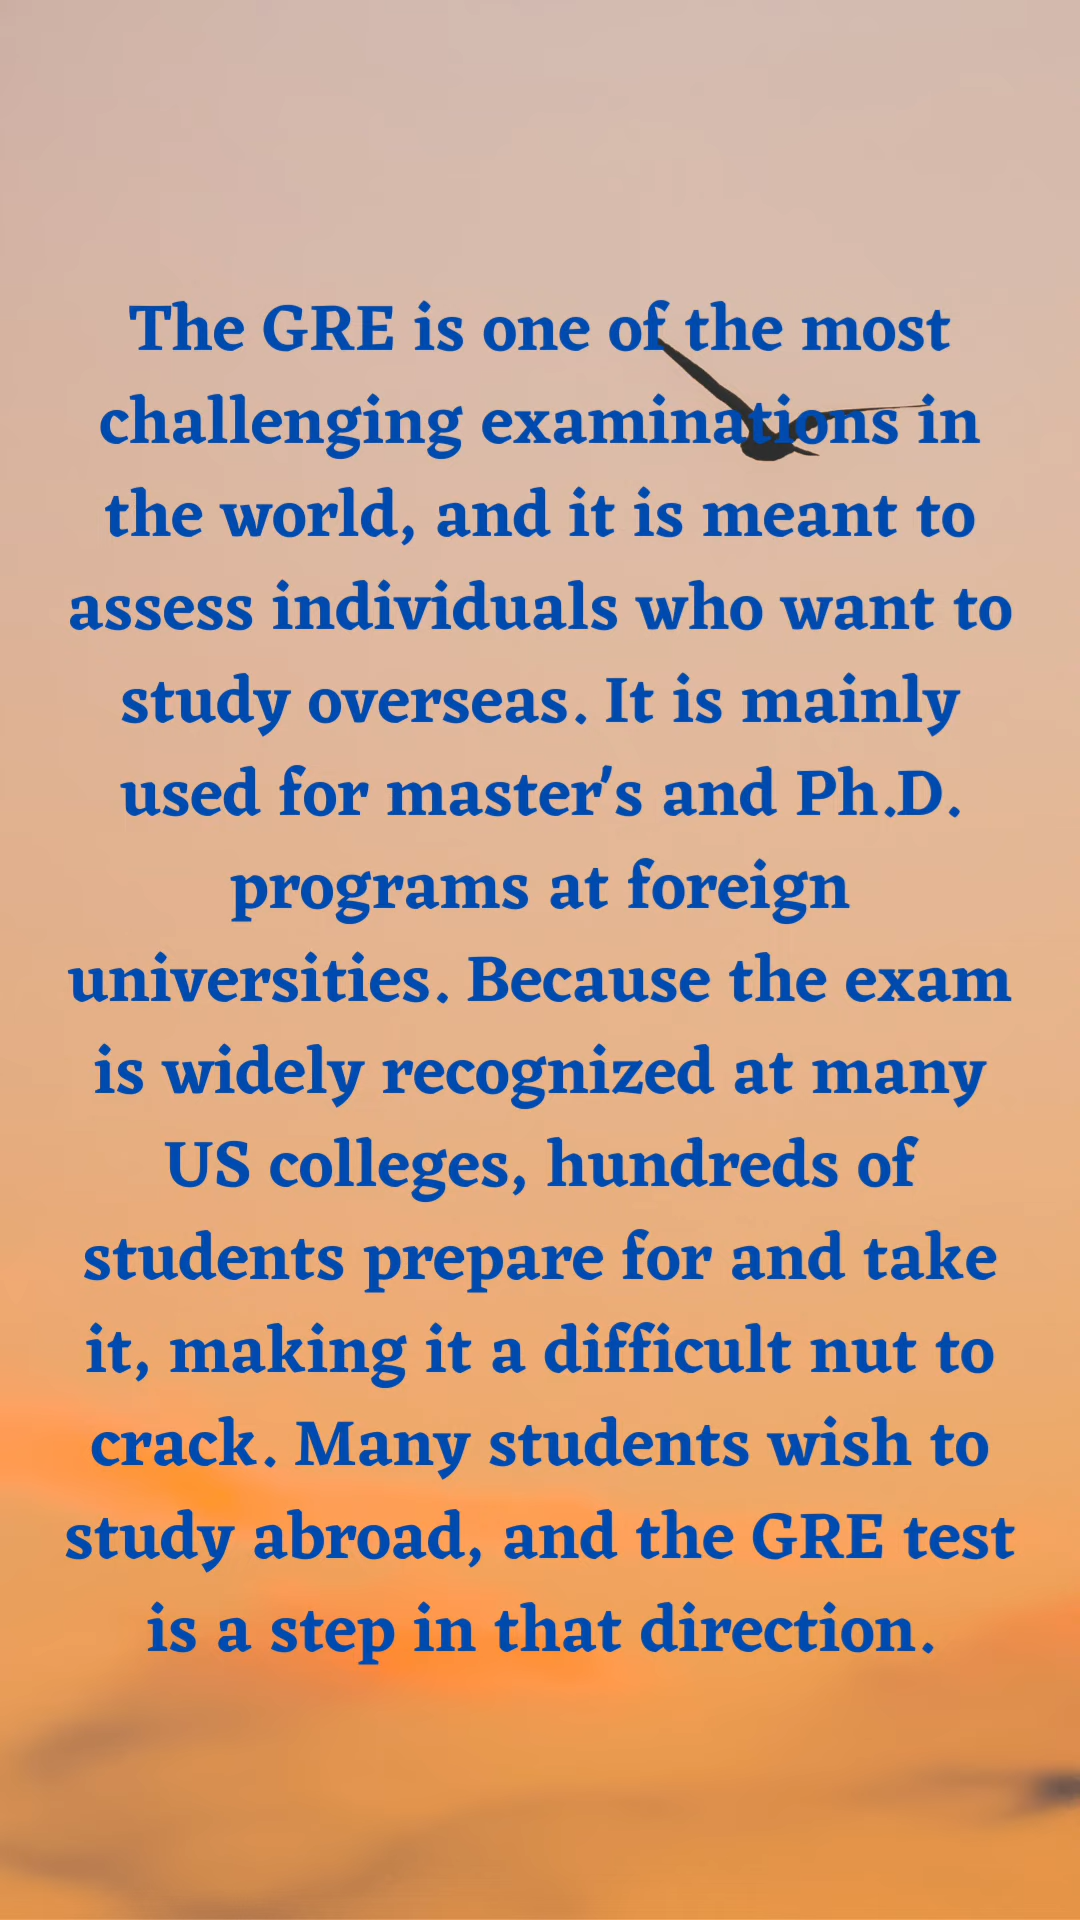 The GRE is one of the most
challenging examinations in
the world, and it is meant to
assess individuals who want to
study overseas. It is mainly
used for master's and Ph.D.
programs at foreign
universities. Because the exam
is widely recognized at many
US colleges, hundreds of
students prepare for and take
it, making it a difficult nut to
crack. Many students wish to
study abroad, and the GRE test
is a step in that direction.